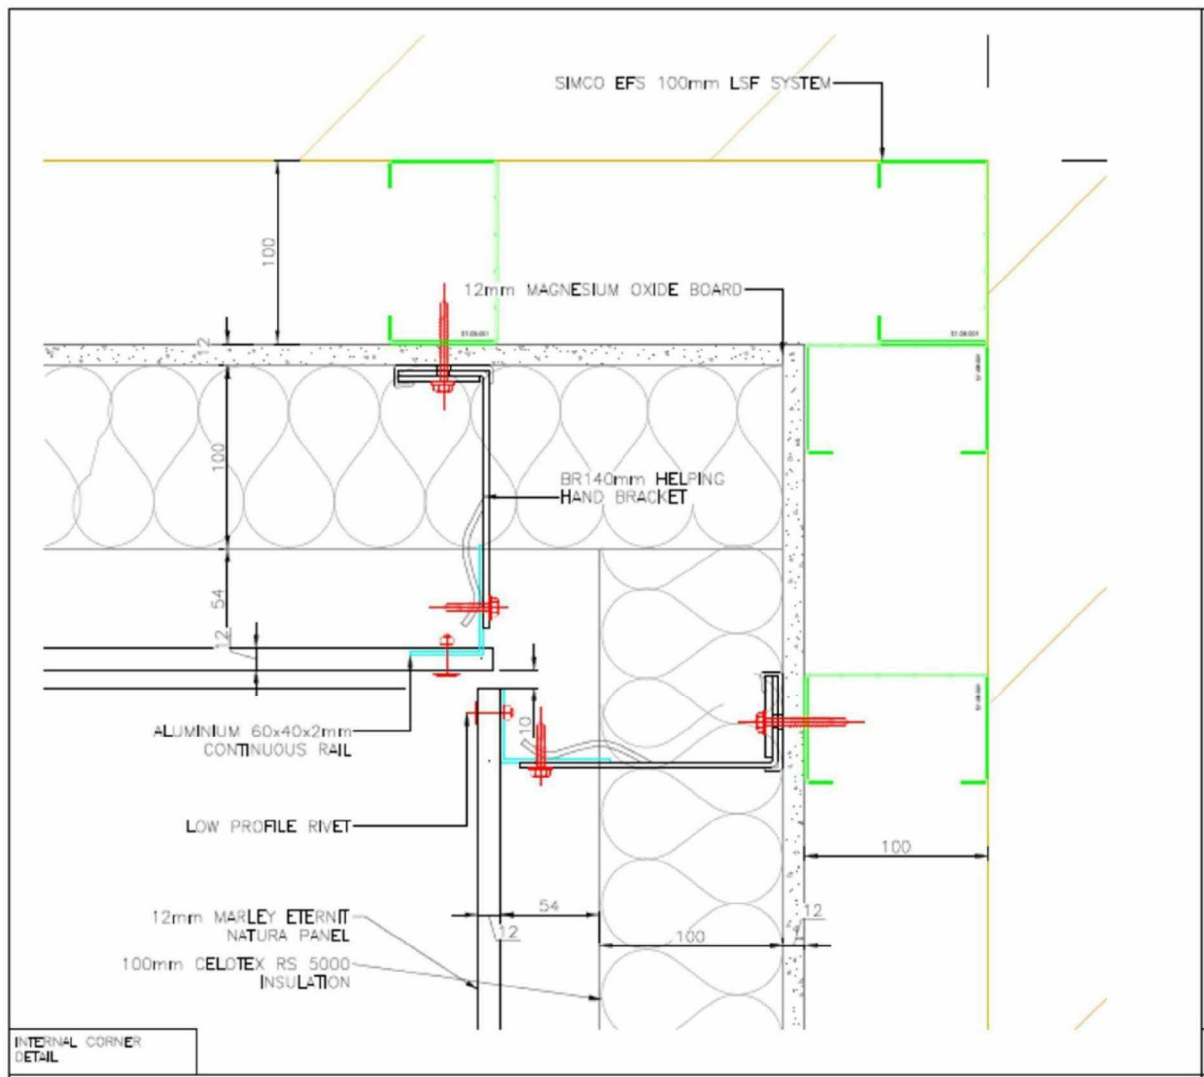 SIMCO EFS 100mm LSF SYSTEM
100
12mm MAGNESIUM OXIDE BOARD
12
100
BR140mm HELPING
HAND BRACKET
54
12
10
ALUMINIUM 60x40x2mm
CONTINUOUS RAIL
LOW PROFILE RIVET
100
12mm MARLEY ETERNIT
NATURA PANEL
54
12
12
100
100mm CELOTEX RS 5000
INSULATION
INTERNAL CORNER
DETAIL